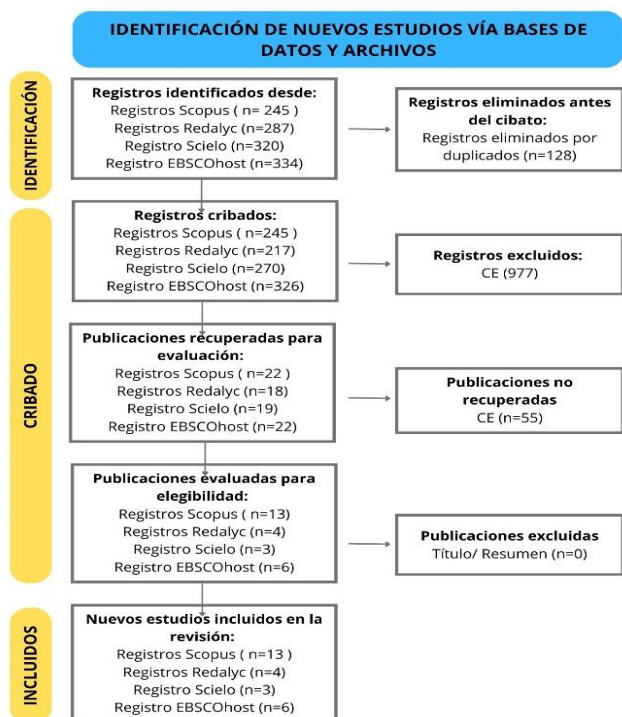 IDENTIFICACIÓN DE NUEVOS ESTUDIOS VÍA BASES DE
DATOS Y ARCHIVOS
IDENTIFICACIÓN
Registros identificados desde:
Registros Scopus ( n= 245 )
Registros Redalyc (n=287)
Registro Scielo (n=320)
Registro EBSCOhost (n=334)
Registros eliminados antes
del cibato:
Registros eliminados por
duplicados (n=128)
CRIBADO
Registros cribados:
Registros Scopus ( n=245 )
Registros Redalyc (n=217)
Registro Scielo (n=270)
Registro EBSCOhost (n=326)
Registros excluidos:
CE (977)
Publicaciones recuperadas para
evaluación:
Registros Scopus ( n=22 )
Registros Redalyc (n=18)
Registro Scielo (n=19)
Registro EBSCOhost (n=22)
Publicaciones no
recuperadas
CE (n=55)
Publicaciones evaluadas para
elegibilidad:
Registros Scopus ( n=13)
Registros Redalyc (n=4)
Registro Scielo (n=3)
Registro EBSCOhost (n=6)
Publicaciones excluidas
Título/ Resumen (n=0)
INCLUIDOS
Nuevos estudios incluidos en la
revisión:
Registros Scopus ( n=13 )
Registros Redalyc (n=4)
Registro Scielo (n=3)
Registro EBSCOhost (n=6)